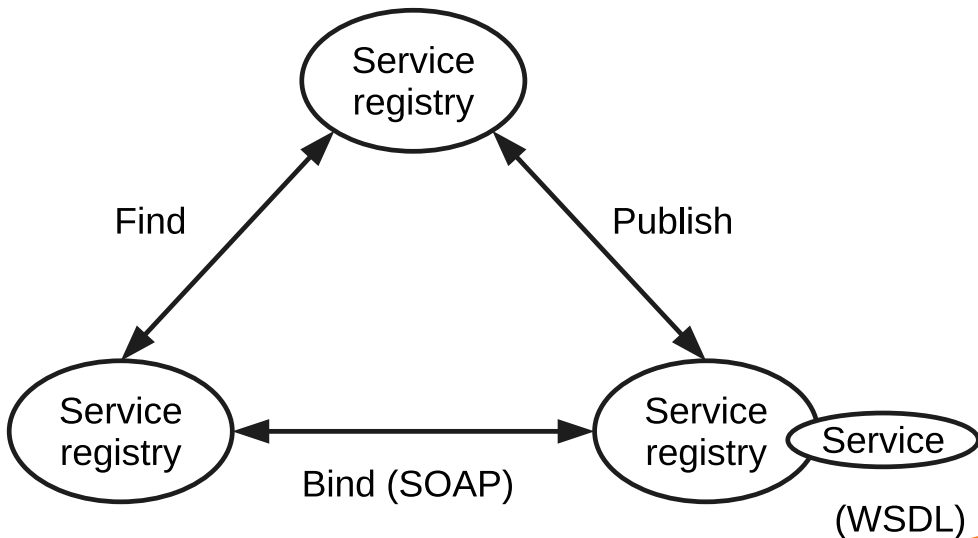 Service
registry
Find
Publish
Service
registry
Service
registry
Service
Bind (SOAP)
(WSDL)